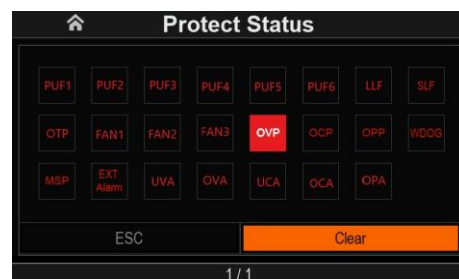 Protect Status
PUF1 PUF2 PUF3 PUF4 PUF5 PUF6 LLF SLF
OTP FAN1 FAN2 FAN3 OVP OCP OPP WDOG
MSP EXT Alarm UVA OVA UCA OCA OPA
ESC Clear
1/1